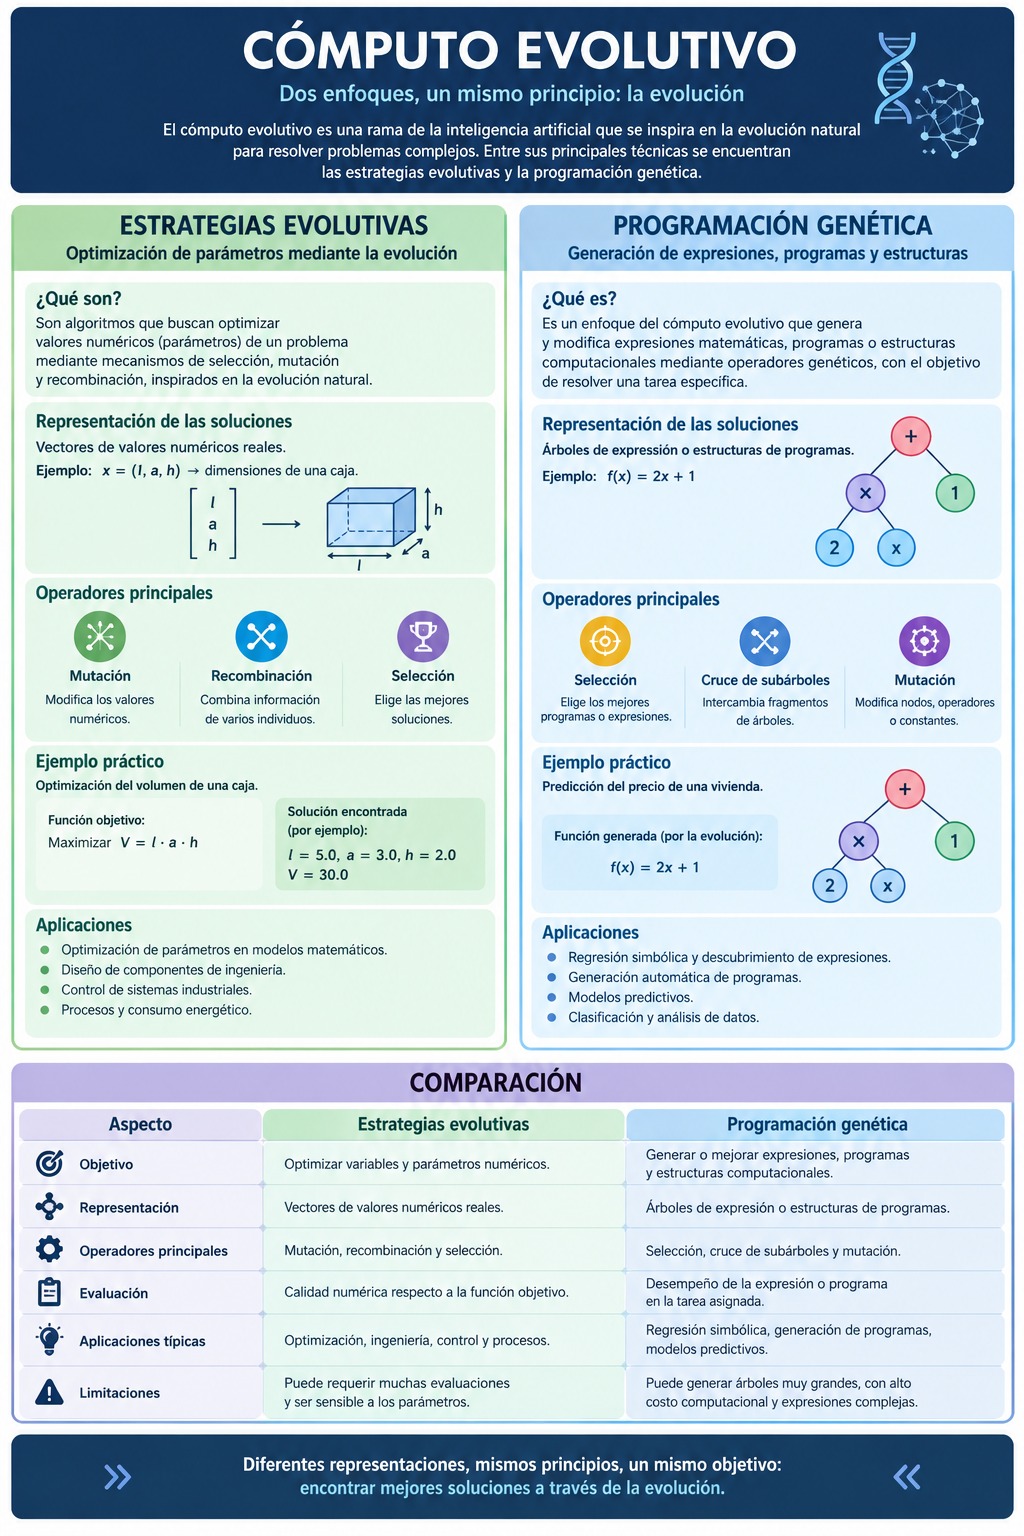 CÓMPUTO EVOLUTIVO
Dos enfoques, un mismo principio: la evolución
El cómputo evolutivo es una rama de la inteligencia artificial que se inspira en la evolución natural
para resolver problemas complejos. Entre sus principales técnicas se encuentran
las estrategias evolutivas y la programación genética.
ESTRATEGIAS EVOLUTIVAS
Optimización de parámetros mediante la evolución
¿Qué son?
Son algoritmos que buscan optimizar
valores numéricos (parámetros) de un problema
mediante mecanismos de selección, mutación
y recombinación, inspirados en la evolución natural.
Representación de las soluciones
Vectores de valores numéricos reales.
Ejemplo: x = (l, a, h) → dimensiones de una caja.
l
a
h
h
a
l
Operadores principales
Mutación
Modifica los valores
numéricos.
Recombinación
Combina información
de varios individuos.
Selección
Elige las mejores
soluciones.
Ejemplo práctico
Optimización del volumen de una caja.
Función objetivo:
Maximizar V = l · a · h
Solución encontrada
(por ejemplo):
l = 5.0, a = 3.0, h = 2.0
V = 30.0
Aplicaciones
Optimización de parámetros en modelos matemáticos.
Diseño de componentes de ingeniería.
Control de sistemas industriales.
Procesos y consumo energético.
PROGRAMACIÓN GENÉTICA
Generación de expresiones, programas y estructuras
¿Qué es?
Es un enfoque del cómputo evolutivo que genera
y modifica expresiones matemáticas, programas o estructuras
computacionales mediante operadores genéticos, con el objetivo
de resolver una tarea específica.
Representación de las soluciones
Árboles de expressión o estructuras de programas.
Ejemplo: f(x) = 2x + 1
+
× 1
2 x
Operadores principales
Selección
Elige los mejores
programas o expresiones.
Cruce de subárboles
Intercambia fragmentos
de árboles.
Mutación
Modifica nodos, operadores
o constantes.
Ejemplo práctico
Predicción del precio de una vivienda.
Función generada (por la evolución):
f(x) = 2x + 1
+
× 1
2 x
Aplicaciones
Regresión simbólica y descubrimiento de expresiones.
Generación automática de programas.
Modelos predictivos.
Clasificación y análisis de datos.
COMPARACIÓN
Aspecto Estrategias evolutivas Programación genética
Objetivo Optimizar variables y parámetros numéricos. Generar o mejorar expresiones, programas
y estructuras computacionales.
Representación Vectores de valores numéricos reales. Árboles de expresión o estructuras de programas.
Operadores principales Mutación, recombinación y selección. Selección, cruce de subárboles y mutación.
Evaluación Calidad numérica respecto a la función objetivo. Desempeño de la expresión o programa
en la tarea asignada.
Aplicaciones típicas Optimización, ingeniería, control y procesos. Regresión simbólica, generación de programas,
modelos predictivos.
Limitaciones Puede requerir muchas evaluaciones
y ser sensible a los parámetros. Puede generar árboles muy grandes, con alto
costo computacional y expresiones complejas.
Diferentes representaciones, mismos principios, un mismo objetivo:
encontrar mejores soluciones a través de la evolución.